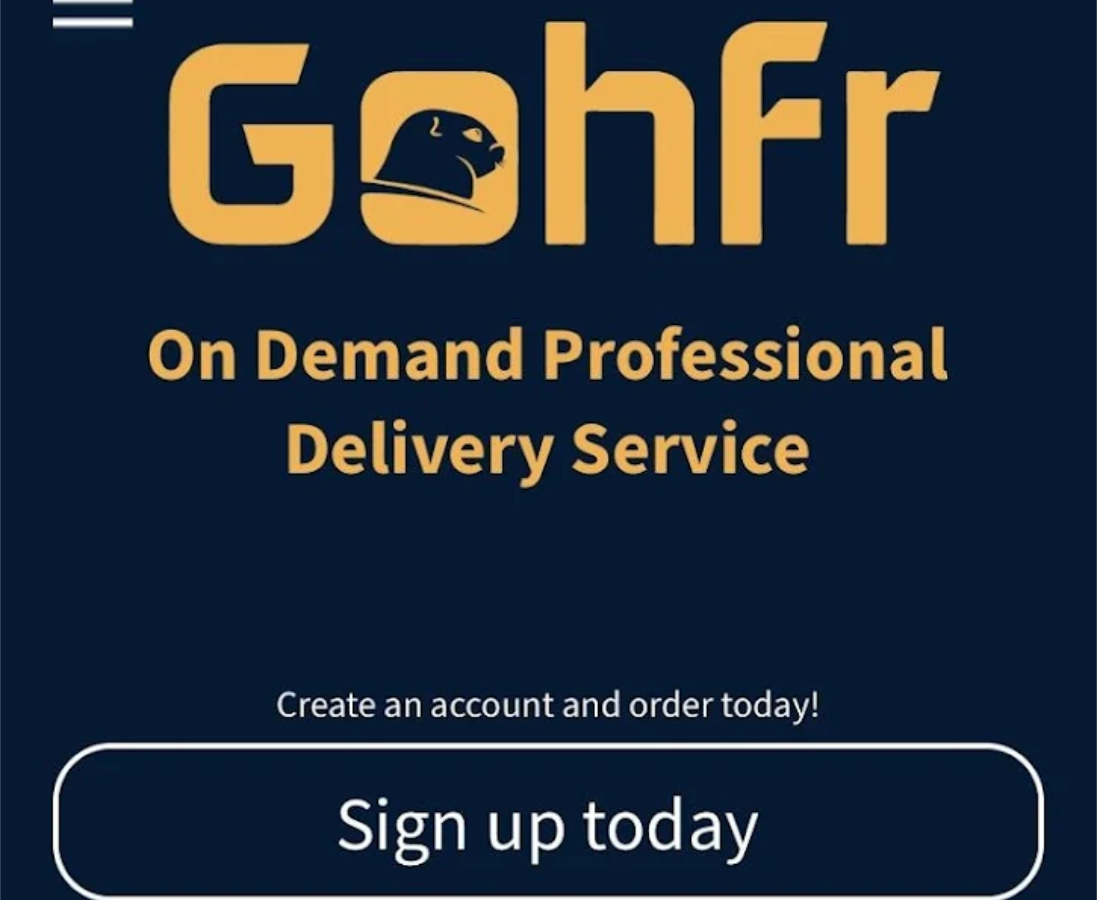 Gohfr
On Demand Professional
Delivery Service
Create an account and order today!
Sign up today